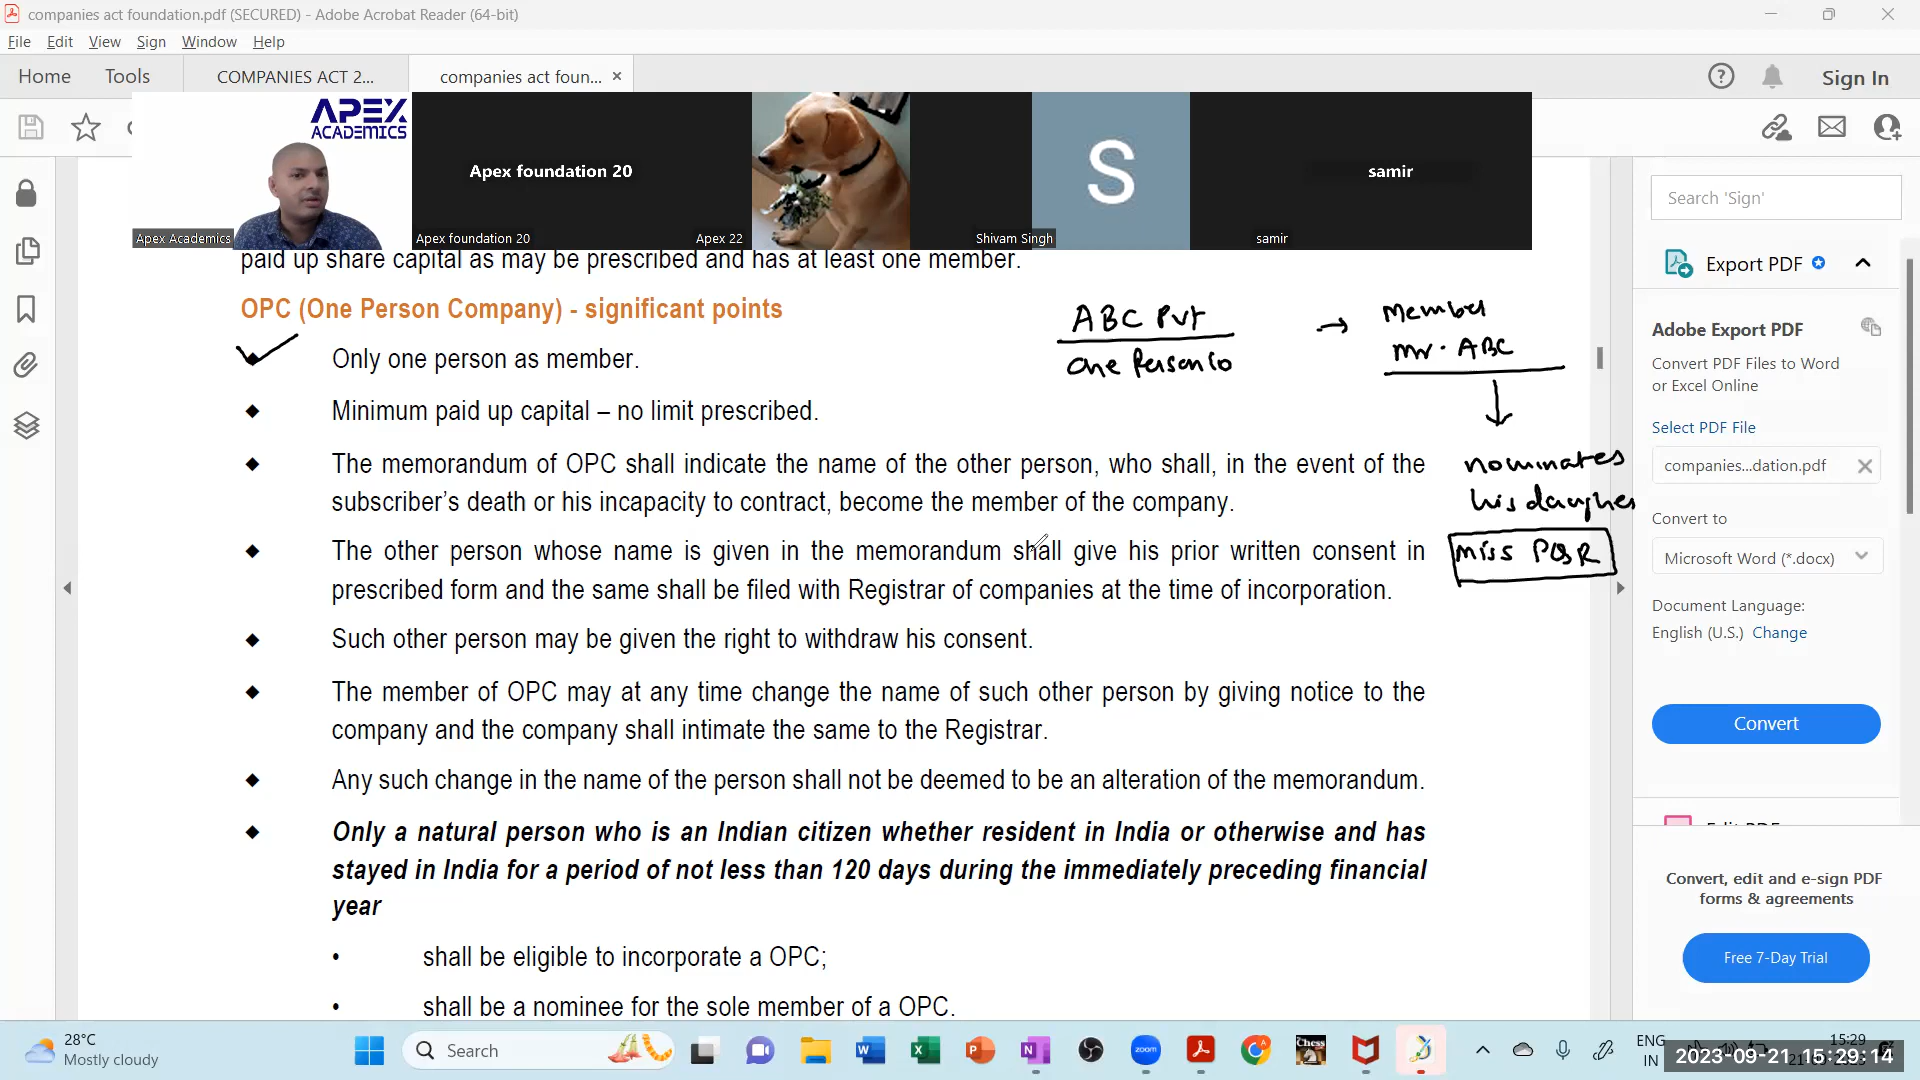 companies act foundation.pdf (SECURED) - Adobe Acrobat Reader (64-bit)
File Edit View Sign Window Help
Home Tools COMPANIES ACT 2... companies act foun... ×
Sign In
APEX
ACADEMICS
Apex foundation 20
S
samir
Apex Academics
Apex foundation 20
Apex 22
Shivam Singh
samir
paid up share capital as may be prescribed and has at least one member.
OPC (One Person Company) - significant points
Only one person as member.
Minimum paid up capital – no limit prescribed.
The memorandum of OPC shall indicate the name of the other person, who shall, in the event of the
subscriber's death or his incapacity to contract, become the member of the company.
The other person whose name is given in the memorandum shall give his prior written consent in
prescribed form and the same shall be filed with Registrar of companies at the time of incorporation.
Such other person may be given the right to withdraw his consent.
The member of OPC may at any time change the name of such other person by giving notice to the
company and the company shall intimate the same to the Registrar.
Any such change in the name of the person shall not be deemed to be an alteration of the memorandum.
Only a natural person who is an Indian citizen whether resident in India or otherwise and has
stayed in India for a period of not less than 120 days during the immediately preceding financial
year
• shall be eligible to incorporate a OPC;
• shall be a nominee for the sole member of a OPC.
ABC Pvt
One Person Co
→ Member
Mr. ABC
nominates
his daughter
Miss PQR
Search 'Sign'
Export PDF
Adobe Export PDF
Convert PDF Files to Word
or Excel Online
Select PDF File
companies...dation.pdf
Convert to
Microsoft Word (*.docx)
Document Language:
English (U.S.) Change
Convert
Convert, edit and e-sign PDF
forms & agreements
Free 7-Day Trial
28°C
Mostly cloudy
Search
zoom
Chess
ENG
IN
15:29
2023-09-21 15:29:14